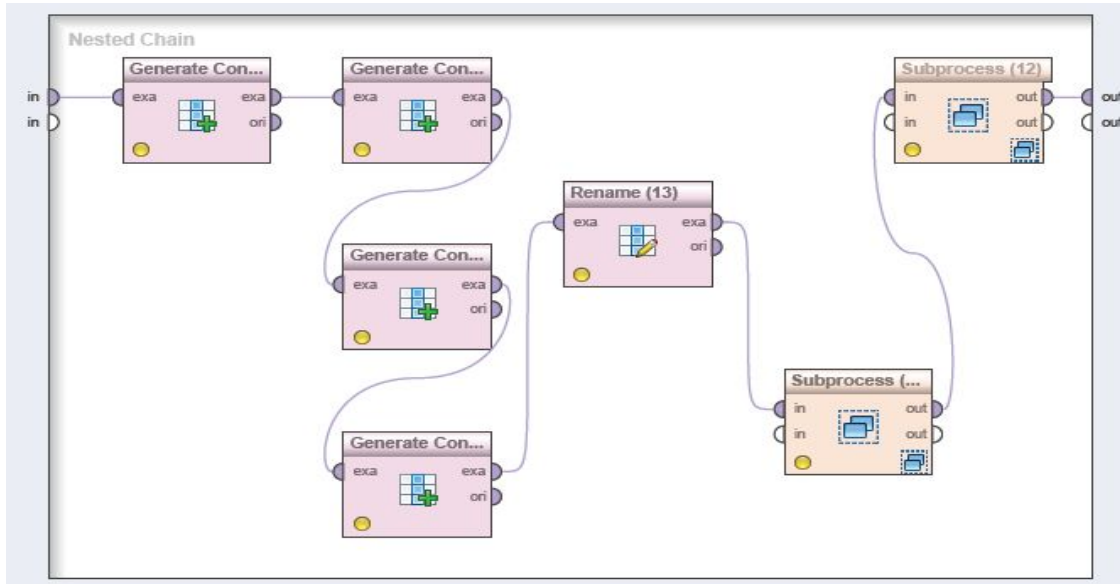 Nested Chain
Generate Con...
Generate Con...
Subprocess (12)
in
exa
exa
exa
exa
in
out
out
in
ori
ori
in
out
out
Rename (13)
exa
exa
ori
Generate Con...
exa
exa
ori
Subprocess (...
in
out
in
out
Generate Con...
exa
exa
ori